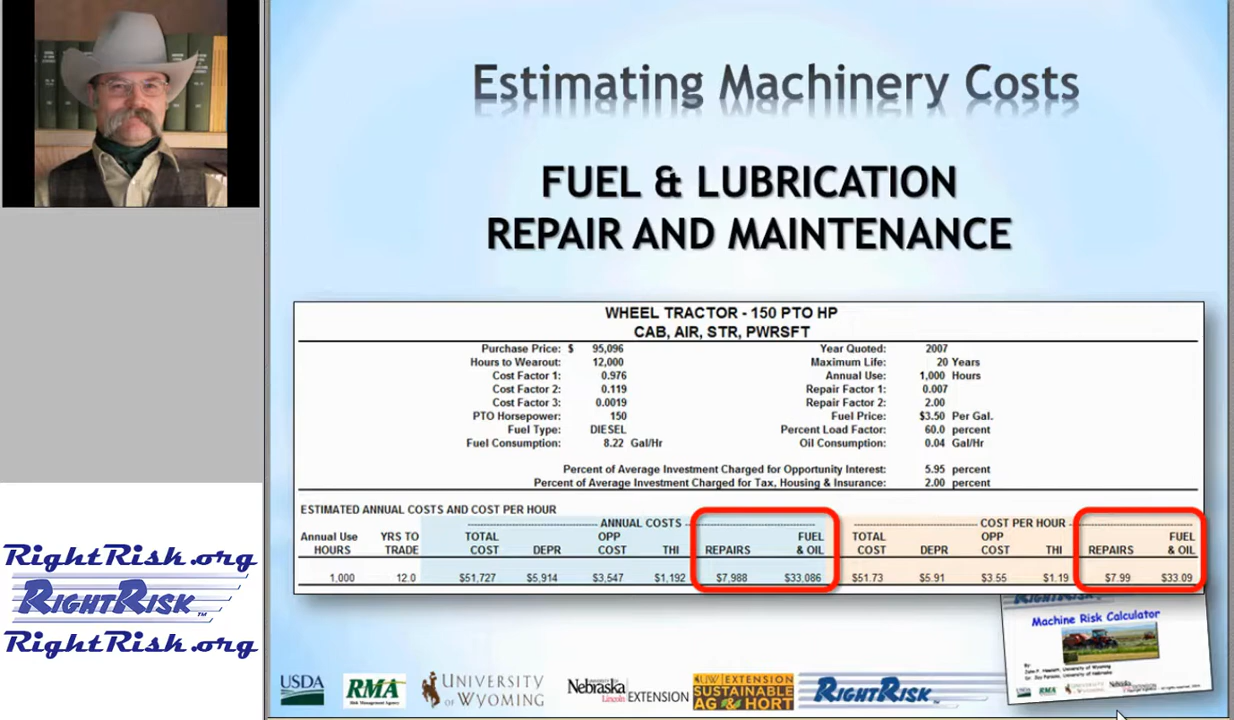 Estimating Machinery Costs
FUEL & LUBRICATION
REPAIR AND MAINTENANCE
WHEEL TRACTOR - 150 PTO HP
CAB, AIR, STR, PWRSFT
Purchase Price: $ 95,096 Year Quoted: 2007
Hours to Wearout: 12,000 Maximum Life: 20 Years
Cost Factor 1: 0.976 Annual Use: 1,000 Hours
Cost Factor 2: 0.119 Repair Factor 1: 0.007
Cost Factor 3: 0.0019 Repair Factor 2: 2.00
PTO Horsepower: 150 Fuel Price: $3.50 Per Gal.
Fuel Type: DIESEL Percent Load Factor: 60.0 percent
Fuel Consumption: 8.22 Gal/Hr Oil Consumption: 0.04 Gal/Hr
Percent of Average Investment Charged for Opportunity Interest: 5.95 percent
Percent of Average Investment Charged for Tax, Housing & Insurance: 2.00 percent
ESTIMATED ANNUAL COSTS AND COST PER HOUR
ANNUAL COSTS COST PER HOUR
Annual Use YRS TO TOTAL OPP FUEL TOTAL OPP FUEL
HOURS TRADE COST DEPR COST THI REPAIRS & OIL COST DEPR COST THI REPAIRS & OIL
1,000 12.0 $51,727 $5,914 $3,547 $1,192 $7,988 $33,086 $51.73 $5.91 $3.55 $1.19 $7.99 $33.09
RightRisk.org
RIGHTRISK™
RightRisk.org
Machine Risk Calculator
By:
USDA
RMA
Risk Management Agency
UNIVERSITY
OF WYOMING
Nebraska
Lincoln EXTENSION
UW EXTENSION
SUSTAINABLE
AG & HORT
RIGHTRISK